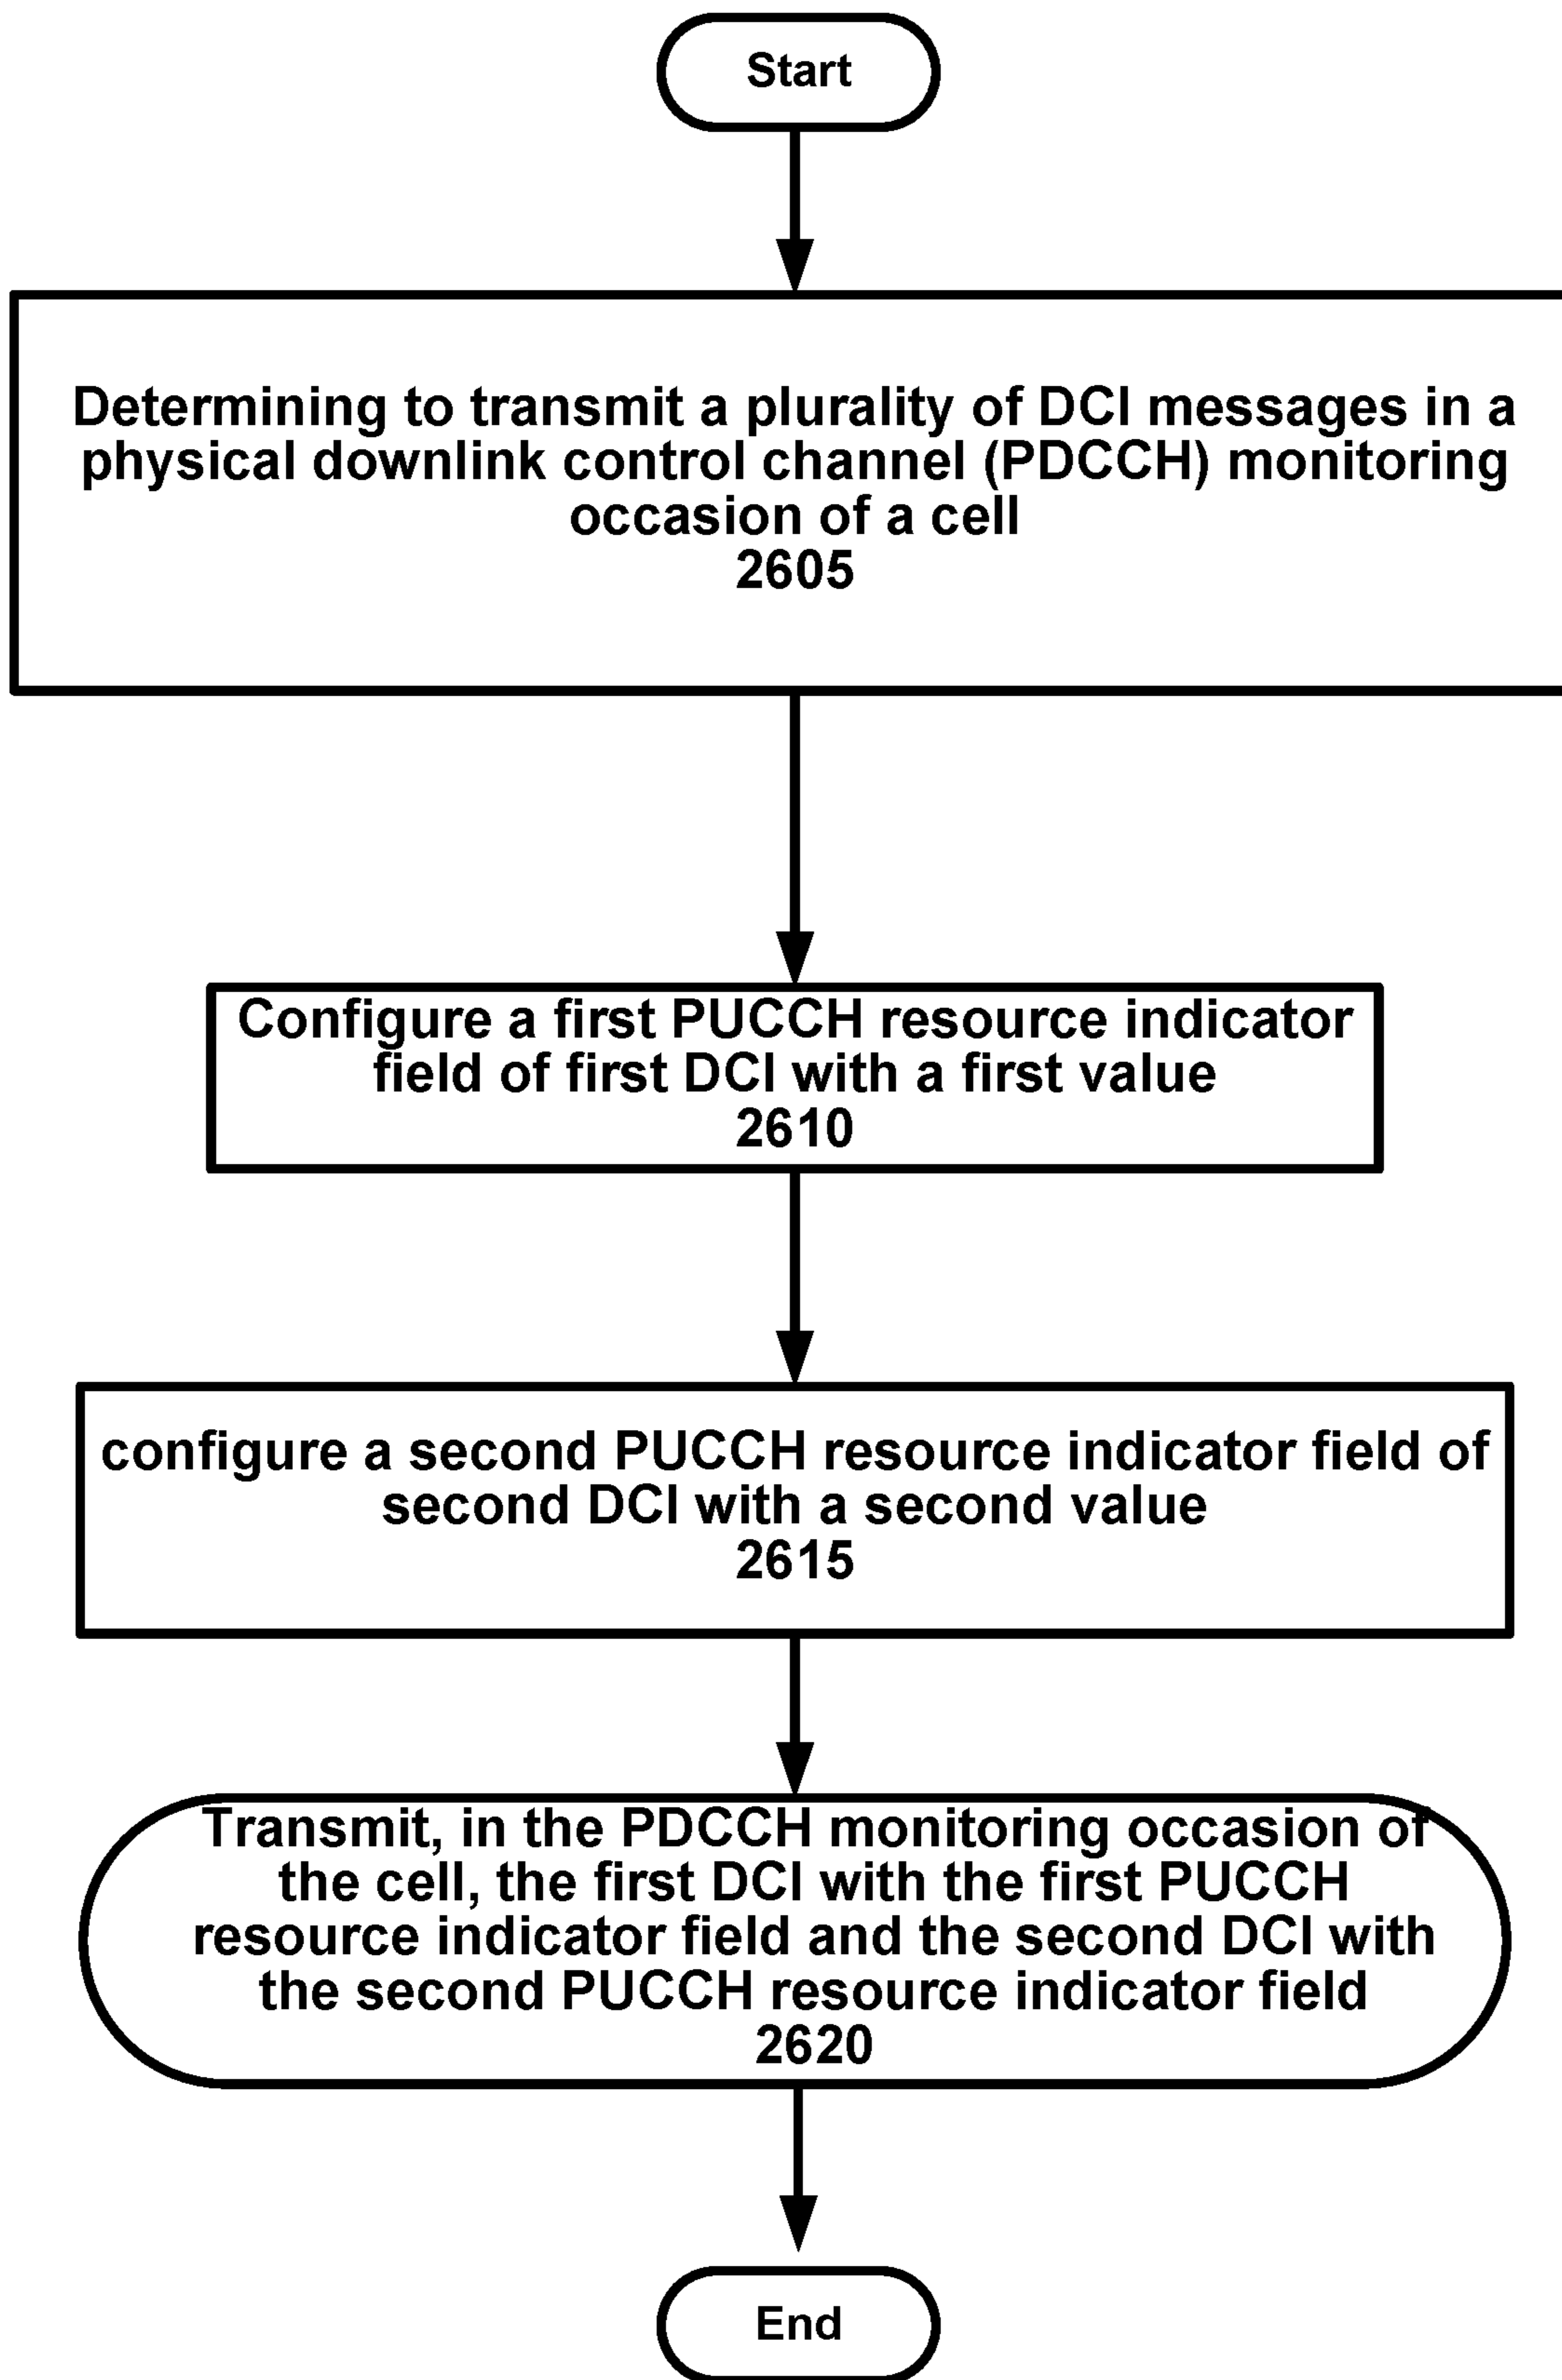 Start
Determining to transmit a plurality of DCI messages in a
physical downlink control channel (PDCCH) monitoring
occasion of a cell
2605
Configure a first PUCCH resource indicator
field of first DCI with a first value
2610
configure a second PUCCH resource indicator field of
second DCI with a second value
2615
Transmit, in the PDCCH monitoring occasion of
the cell, the first DCI with the first PUCCH
resource indicator field and the second DCI with
the second PUCCH resource indicator field
2620
End